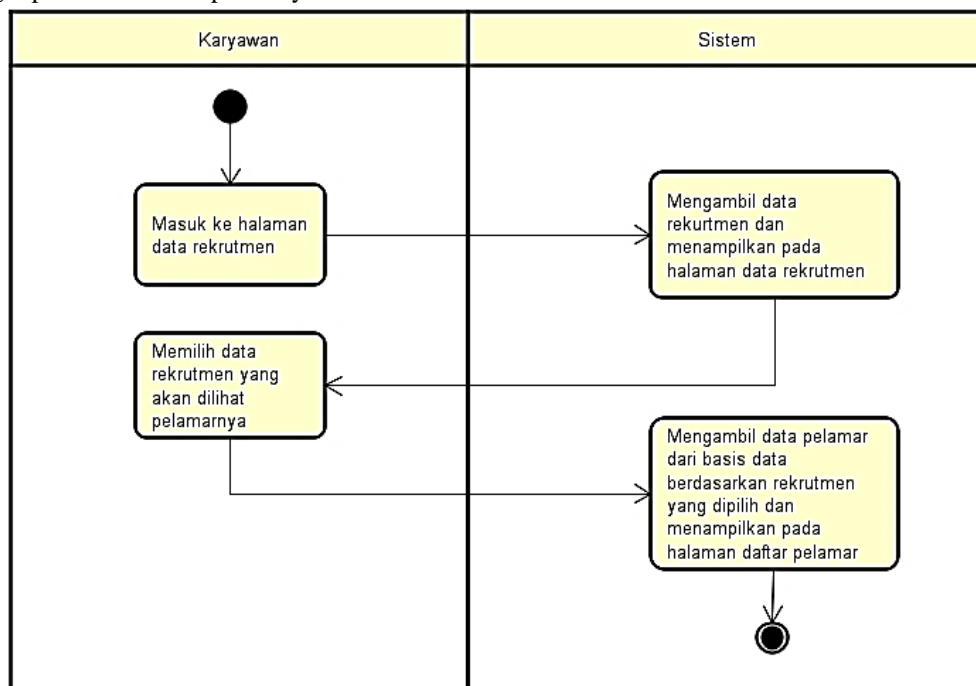 Karyawan
Sistem
Masuk ke halaman
data rekrutmen
Mengambil data
rekurtmen dan
menampilkan pada
halaman data rekrutmen
Memilih data
rekrutmen yang
akan dilihat
pelamarnya
Mengambil data pelamar
dari basis data
berdasarkan rekrutmen
yang dipilih dan
menampilkan pada
halaman daftar pelamar